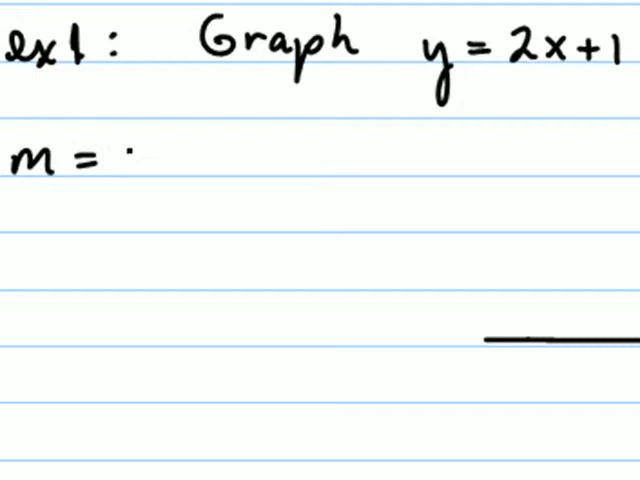 ex1: Graph y = 2x+1
m =